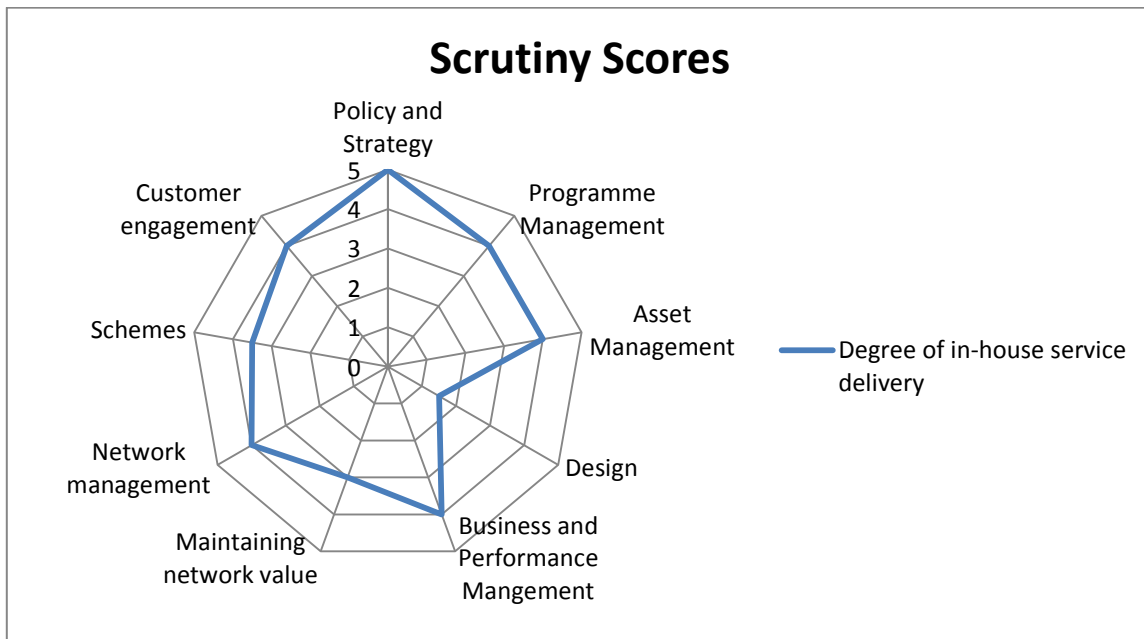 Scrutiny Scores
Policy and
Strategy
Programme
Management
Asset
Management
Design
Business and
Performance
Mangement
Maintaining
network value
Network
management
Schemes
Customer
engagement
5
4
3
2
1
0
Degree of in-house service
delivery